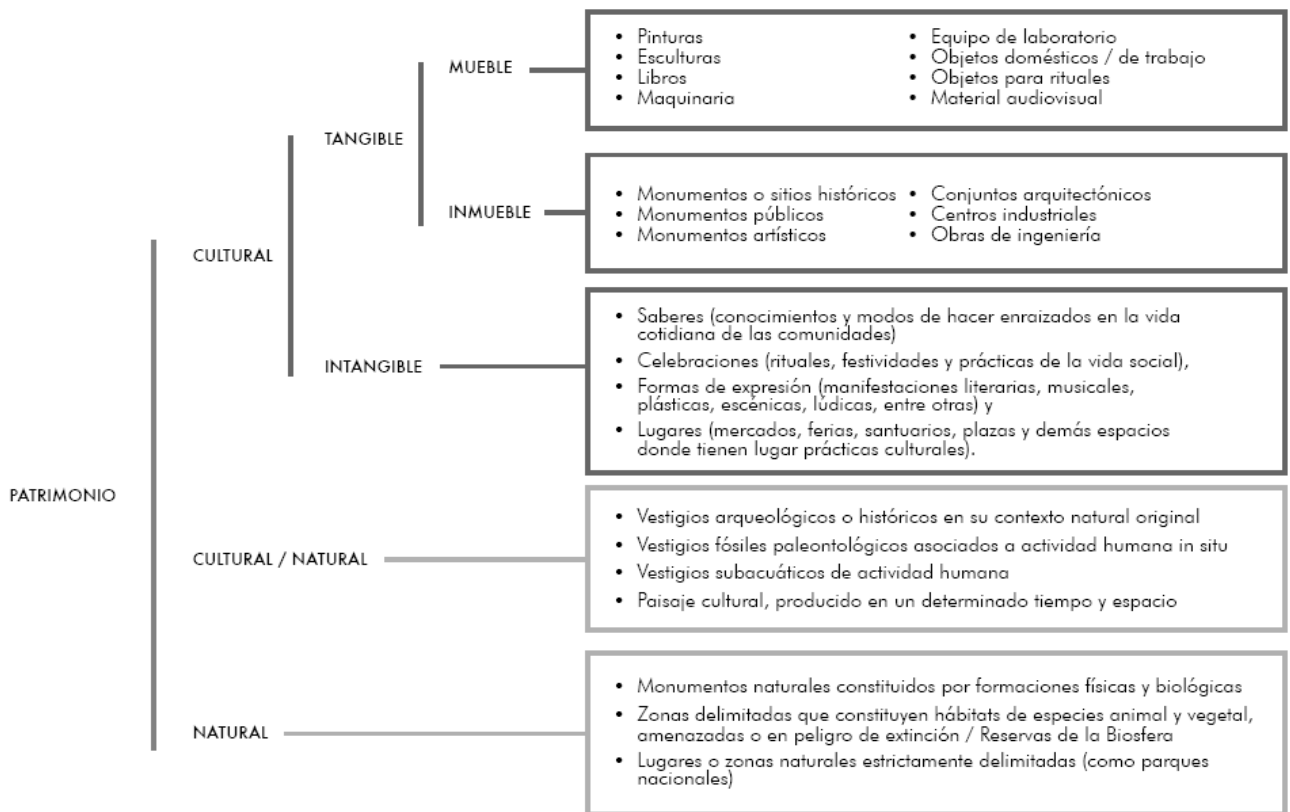 PATRIMONIO
CULTURAL
TANGIBLE
MUEBLE
• Pinturas
• Esculturas
• Libros
• Maquinaria
• Equipo de laboratorio
• Objetos domésticos / de trabajo
• Objetos para rituales
• Material audiovisual
INMUEBLE
• Monumentos o sitios históricos
• Monumentos públicos
• Monumentos artísticos
• Conjuntos arquitectónicos
• Centros industriales
• Obras de ingeniería
INTANGIBLE
• Saberes (conocimientos y modos de hacer enraizados en la vida
cotidiana de las comunidades)
• Celebraciones (rituales, festividades y prácticas de la vida social),
• Formas de expresión (manifestaciones literarias, musicales,
plásticas, escénicas, lúdicas, entre otras) y
• Lugares (mercados, ferias, santuarios, plazas y demás espacios
donde tienen lugar prácticas culturales).
CULTURAL / NATURAL
• Vestigios arqueológicos o históricos en su contexto natural original
• Vestigios fósiles paleontológicos asociados a actividad humana in situ
• Vestigios subacuáticos de actividad humana
• Paisaje cultural, producido en un determinado tiempo y espacio
NATURAL
• Monumentos naturales constituidos por formaciones físicas y biológicas
• Zonas delimitadas que constituyen hábitats de especies animal y vegetal,
amenazadas o en peligro de extinción / Reservas de la Biosfera
• Lugares o zonas naturales estrictamente delimitadas (como parques
nacionales)